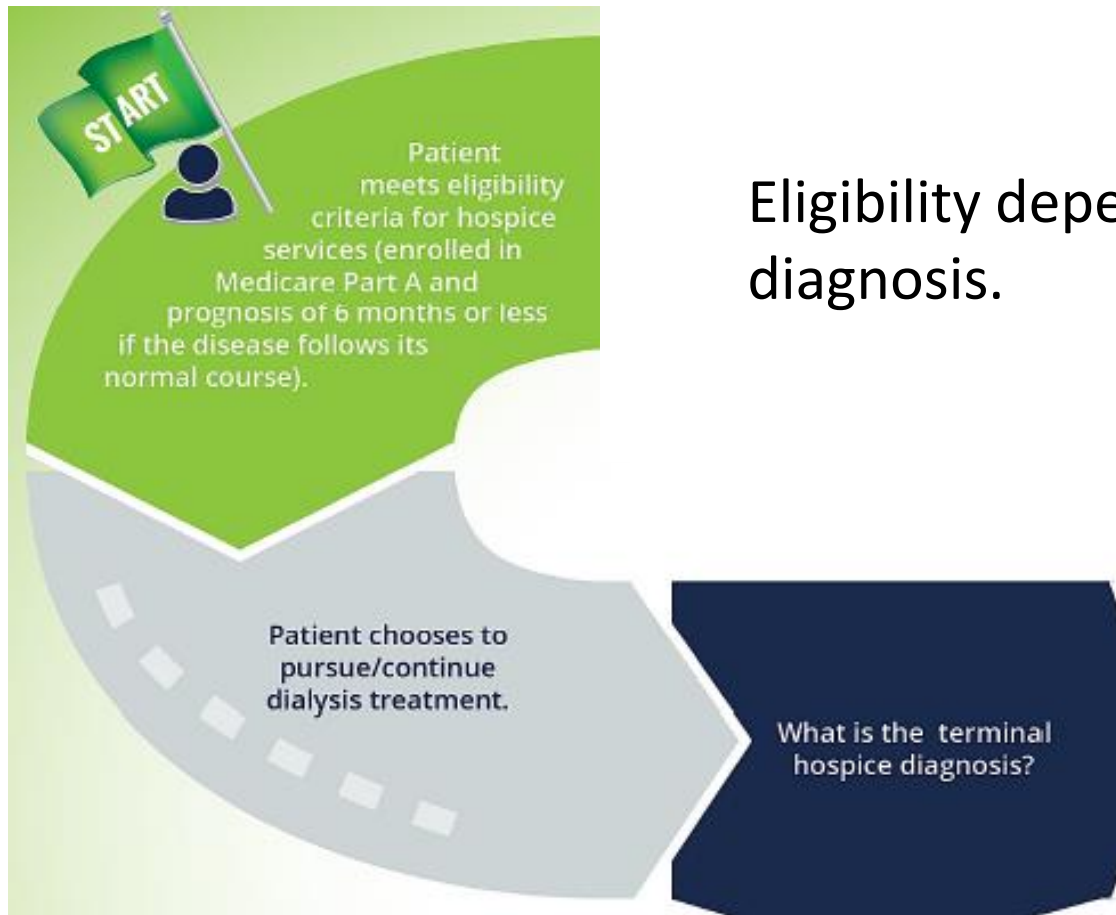 START
Patient
meets eligibility
criteria for hospice
services (enrolled in
Medicare Part A and
prognosis of 6 months or less
if the disease follows its
normal course).
Eligibility
diagnosis.
Patient chooses to
pursue/continue
dialysis treatment.
What is the terminal
hospice diagnosis?